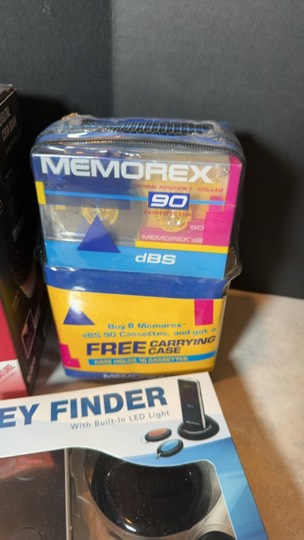 MEMOREX
90
90
MEMOREX dBS
dBS
Buy 8 Memorex
dBS 90 Cassettes, and get a
FREE CARRYING
CASE
CASE HOLDS 10 CASSETTES
EY FINDER
With Built-In LED Light